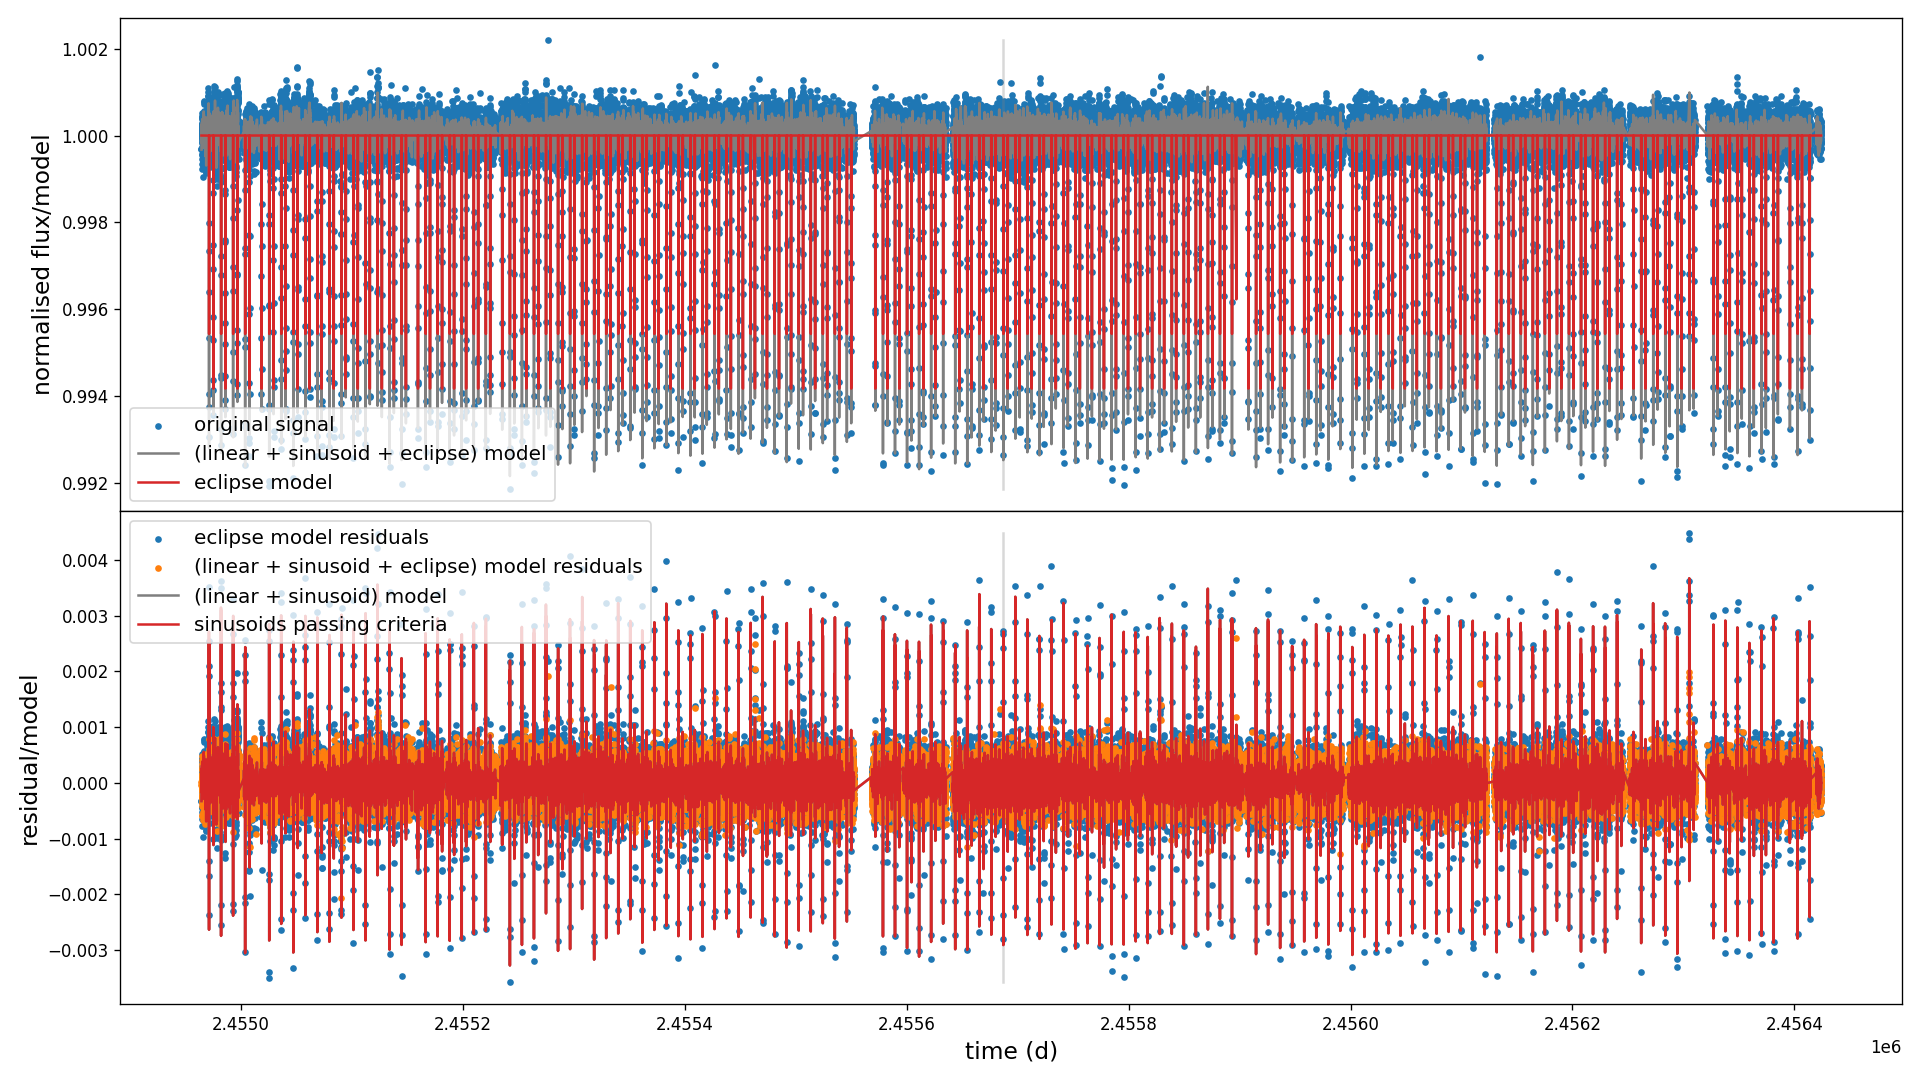 normalised flux/model
1.002
1.000
0.998
0.996
0.994
0.992
original signal
(linear + sinusoid + eclipse) model
eclipse model
residual/model
0.004
0.003
0.002
0.001
0.000
−0.001
−0.002
−0.003
eclipse model residuals
(linear + sinusoid + eclipse) model residuals
(linear + sinusoid) model
sinusoids passing criteria
2.4550 2.4552 2.4554 2.4556 2.4558 2.4560 2.4562 2.4564
time (d)
1e6